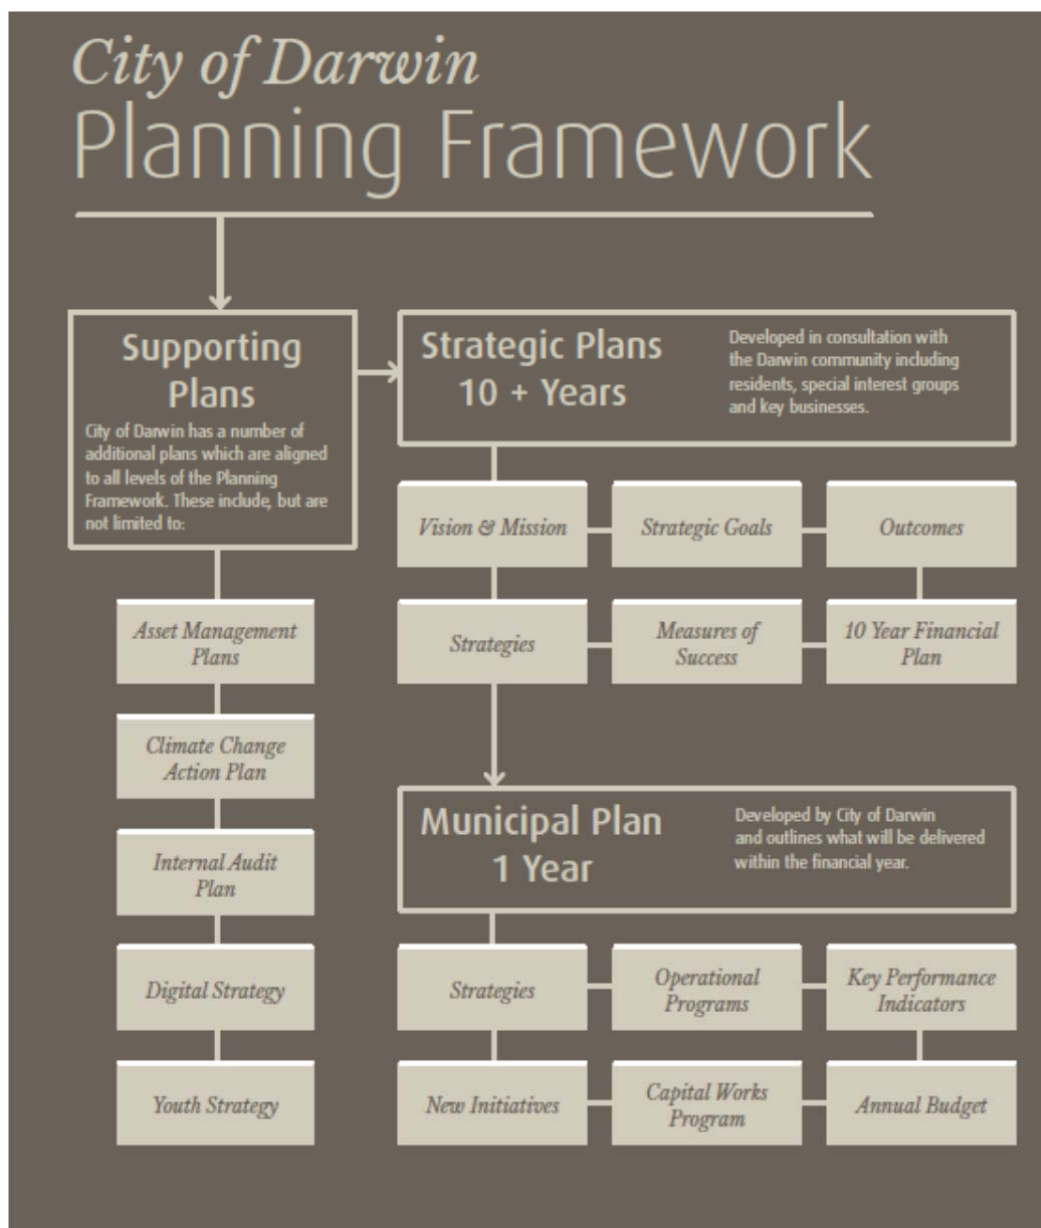 City of Darwin
Planning Framework
Supporting
Plans
City of Darwin has a number of
additional plans which are aligned
to all levels of the Planning
Framework. These include, but are
not limited to:
Asset Management
Plans
Climate Change
Action Plan
Internal Audit
Plan
Digital Strategy
Youth Strategy
Strategic Plans
10 + Years
Developed in consultation with
the Darwin community including
residents, special interest groups
and key businesses.
Vision & Mission
Strategic Goals
Outcomes
Strategies
Measures of
Success
10 Year Financial
Plan
Municipal Plan
1 Year
Developed by City of Darwin
and outlines what will be delivered
within the financial year.
Strategies
Operational
Programs
Key Performance
Indicators
New Initiatives
Capital Works
Program
Annual Budget